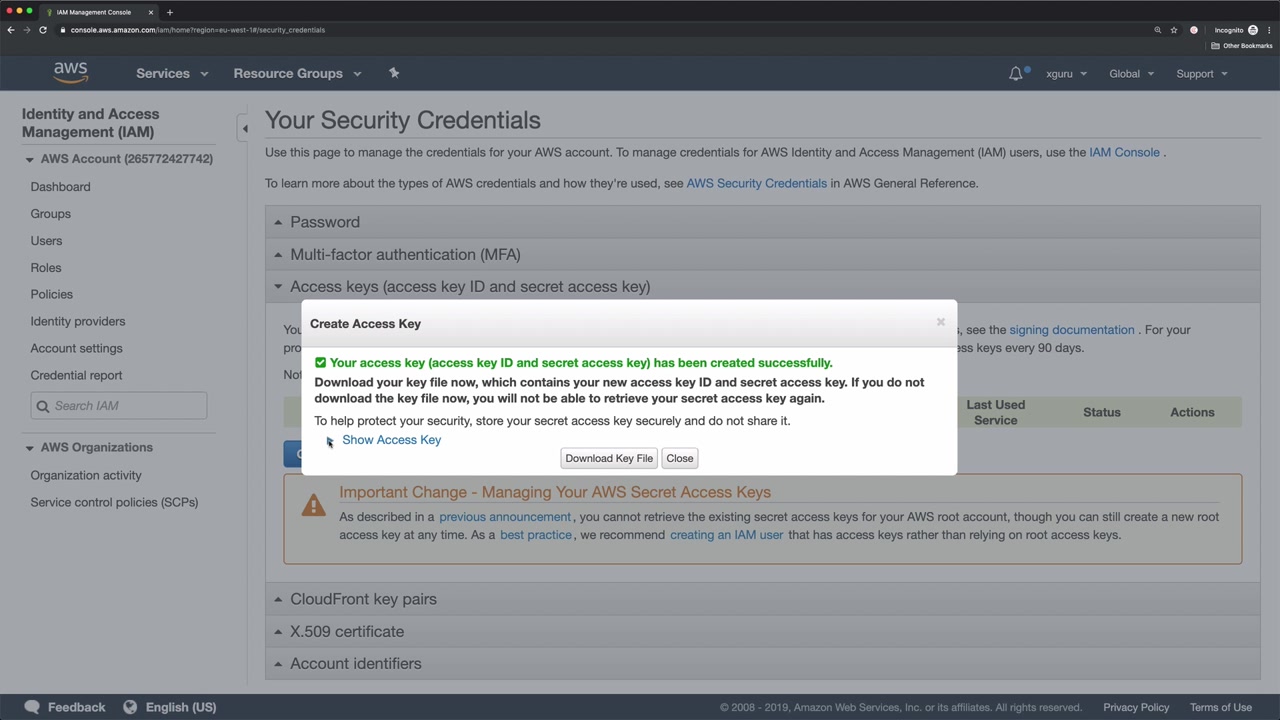 IAM Management Console
console.aws.amazon.com/iam/home?region=eu-west-1#/security_credentials
Incognito
Other Bookmarks
aws
Services
Resource Groups
xguru
Global
Support
Identity and Access
Management (IAM)
AWS Account (265772427742)
Dashboard
Groups
Users
Roles
Policies
Identity providers
Account settings
Credential report
Search IAM
AWS Organizations
Organization activity
Service control policies (SCPs)
Your Security Credentials
Use this page to manage the credentials for your AWS account. To manage credentials for AWS Identity and Access Management (IAM) users, use the IAM Console .
To learn more about the types of AWS credentials and how they're used, see AWS Security Credentials in AWS General Reference.
Password
Multi-factor authentication (MFA)
Access keys (access key ID and secret access key)
You
s, see the signing documentation . For your
pro
ess keys every 90 days.
Not
Last Used
Service
Status
Actions
Create Access Key
Your access key (access key ID and secret access key) has been created successfully.
Download your key file now, which contains your new access key ID and secret access key. If you do not
download the key file now, you will not be able to retrieve your secret access key again.
To help protect your security, store your secret access key securely and do not share it.
Show Access Key
Download Key File
Close
Important Change - Managing Your AWS Secret Access Keys
As described in a previous announcement , you cannot retrieve the existing secret access keys for your AWS root account, though you can still create a new root
access key at any time. As a best practice , we recommend creating an IAM user that has access keys rather than relying on root access keys.
CloudFront key pairs
X.509 certificate
Account identifiers
Feedback
English (US)
© 2008 - 2019, Amazon Web Services, Inc. or its affiliates. All rights reserved.
Privacy Policy
Terms of Use